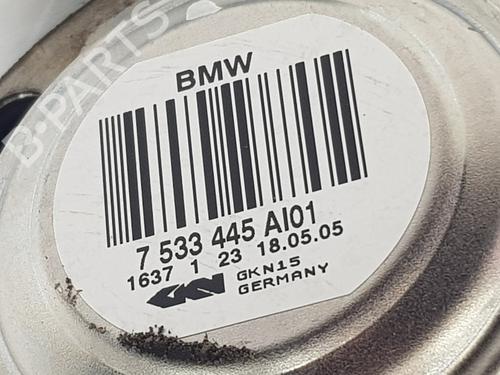 B-PARTS
BMW
7 533 445 AI01
1637 1 23 18.05.05
GKN GKN15
GERMANY